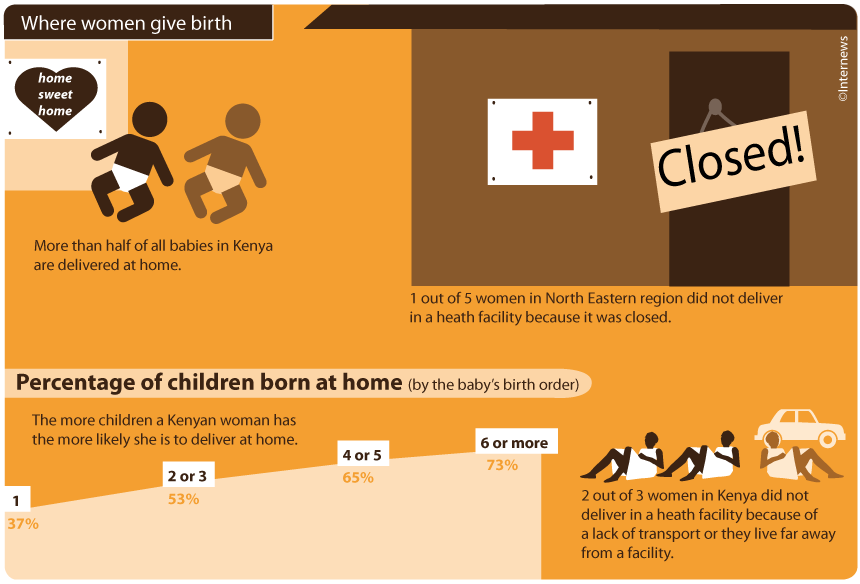 Where women give birth
©Internews
home
sweet
home
Closed!
More than half of all babies in Kenya
are delivered at home.
1 out of 5 women in North Eastern region did not deliver
in a heath facility because it was closed.
Percentage of children born at home (by the baby's birth order)
The more children a Kenyan woman has
the more likely she is to deliver at home.
1
37%
2 or 3
53%
4 or 5
65%
6 or more
73%
2 out of 3 women in Kenya did not
deliver in a heath facility because of
a lack of transport or they live far away
from a facility.